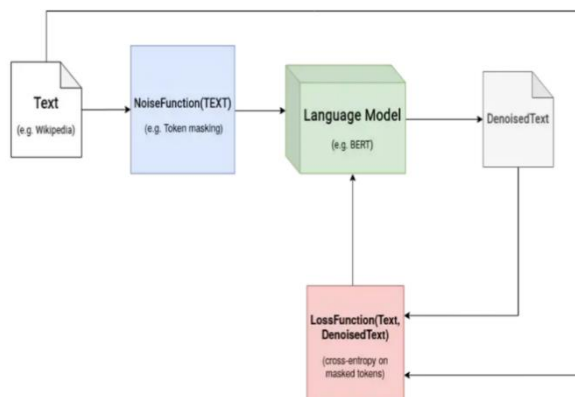 Text
(e.g. Wikipedia)
NoiseFunction(TEXT)
(e.g. Token masking)
Language Model
(e.g. BERT)
DenoisedText
LossFunction(Text,
DenoisedText)
(cross-entropy on
masked tokens)